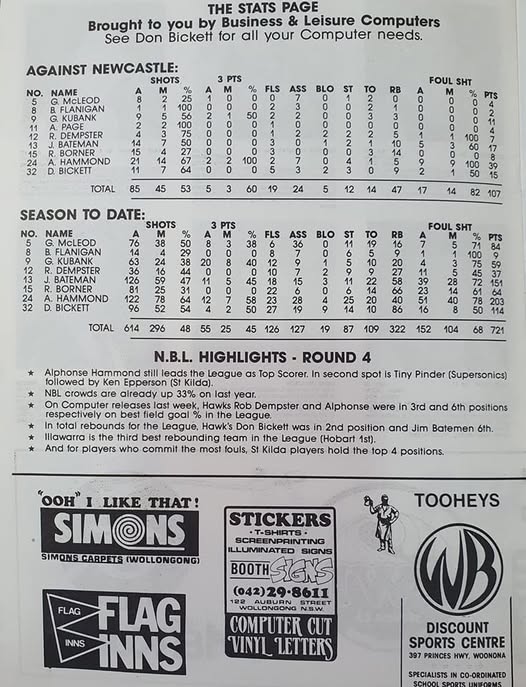 THE STATS PAGE
Brought to you by Business & Leisure Computers
See Don Bickett for all your Computer needs.
AGAINST NEWCASTLE:
SHOTS 3 PTS FOUL SHT
NO. NAME A M % A M % FLS ASS BLO ST TO RB A M % PTS
5 G. McLEOD 8 2 25 1 0 0 0 7 0 1 2 0 0 0 0 4
8 B. FLANIGAN 1 1 100 0 0 0 2 3 0 0 2 1 0 0 0 2
9 G. KUBANK 9 5 56 2 1 50 2 2 0 2 1 0 0 0 11
11 A. PAGE 2 2 100 0 0 0 1 0 0 0 0 0 0 0 4
12 R. DEMPSTER 4 3 75 0 0 0 1 2 2 2 2 5 1 1 100 7
13 J. BATEMAN 14 7 50 0 0 0 3 0 1 2 1 10 5 3 60 17
15 R. BORNER 15 4 27 0 0 0 3 0 3 14 0 0 0 8
24 A. HAMMOND 21 14 67 2 2 100 2 7 0 4 1 5 9 9 100 39
32 D. BICKETT 11 7 64 0 0 0 5 3 2 3 0 9 2 1 50 15
TOTAL 85 45 53 5 3 60 19 24 5 12 14 47 17 14 82 107
SEASON TO DATE:
SHOTS 3 PTS FOUL SHT
NO. NAME A M % A M % FLS ASS BLO ST TO RB A M % PTS
5 G. McLEOD 76 38 50 8 3 38 6 36 0 11 19 16 7 5 71 84
8 B. FLANIGAN 14 4 29 0 0 0 8 7 0 6 5 9 1 1 100 9
9 G. KUBANK 63 24 38 20 8 40 12 9 1 5 10 20 4 3 75 59
12 R. DEMPSTER 36 16 44 0 0 0 10 7 2 9 9 27 11 5 45 37
13 J. BATEMAN 126 59 47 11 5 45 18 15 3 11 22 58 39 28 72 151
15 R. BORNER 81 25 31 0 0 0 22 6 0 6 14 66 23 14 61 64
24 A. HAMMOND 122 78 64 12 7 58 23 28 4 25 20 40 51 40 78 203
32 D. BICKETT 96 52 54 4 2 50 27 19 9 14 10 86 16 8 50 114
TOTAL 614 296 48 55 25 45 126 127 19 87 109 322 152 104 68 721
N.B.L. HIGHLIGHTS - ROUND 4
★ Alphonse Hammond still leads the League as Top Scorer. In second spot is Tiny Pinder (Supersonics)
followed by Ken Epperson (St Kilda).
★ NBL crowds are already up 33% on last year.
★ On Computer releases last week, Hawks Rob Dempster and Alphonse were in 3rd and 6th positions
respectively on best field goal % in the League.
★ In total rebounds for the League, Hawk's Don Bickett was in 2nd position and Jim Batemen 6th.
★ Illawarra is the third best rebounding team in the League (Hobart 1st).
★ And for players who commit the most fouls, St Kilda players hold the top 4 positions.
"OOH" I LIKE THAT!
SIMONS
SIMONS CARPETS (WOLLONGONG)
FLAG
INNS
FLAG
INNS
STICKERS
• T-SHIRTS •
SCREENPRINTING
ILLUMINATED SIGNS
BOOTH SIGNS
(042) 29-8611
122 AUBURN STREET
WOLLONGONG N.S.W.
COMPUTER CUT
VINYL LETTERS
TOOHEYS
WB
DISCOUNT
SPORTS CENTRE
397 PRINCES HWY, WOONONA
SPECIALISTS IN CO-ORDINATED
SCHOOL SPORTS UNIFORMS